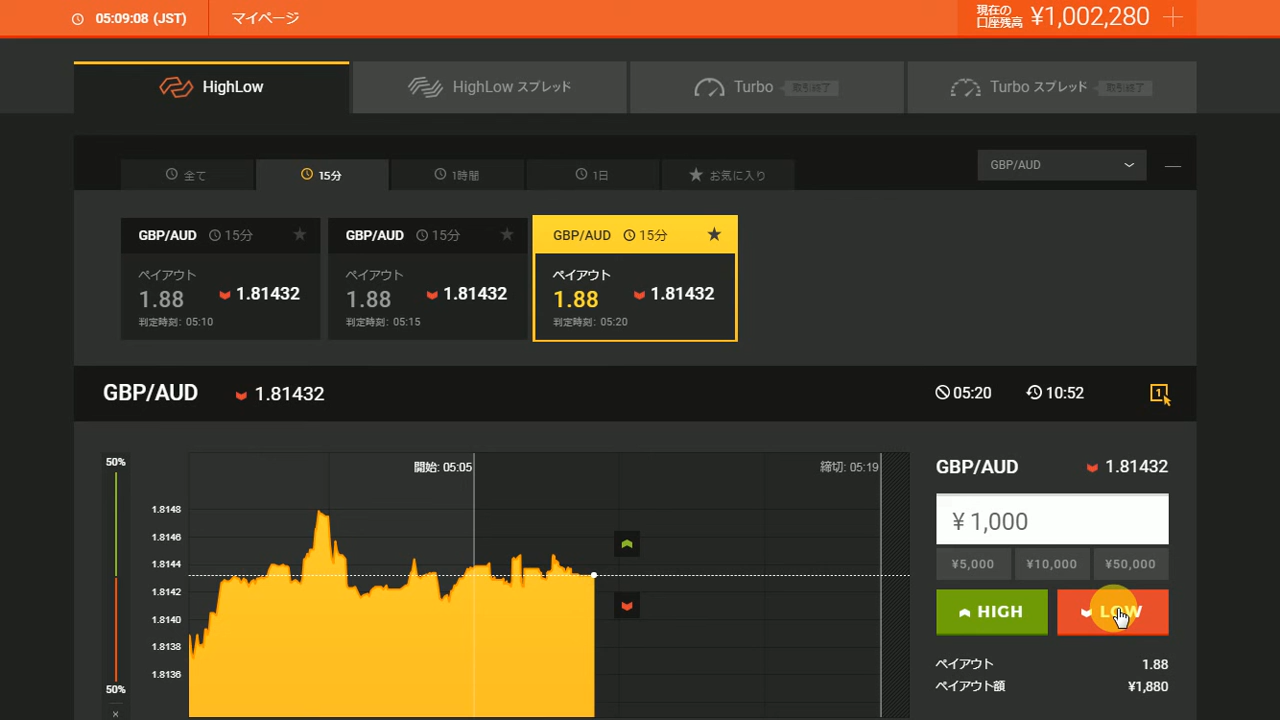 05:09:08 (JST)
マイページ
現在の
口座残高
¥1,002,280
HighLow
HighLow スプレッド
Turbo 取引終了
Turbo スプレッド 取引終了
全て
15分
1時間
1日
お気に入り
GBP/AUD
GBP/AUD 15分
ペイアウト
1.88
1.81432
判定時刻: 05:10
GBP/AUD 15分
ペイアウト
1.88
1.81432
判定時刻: 05:15
GBP/AUD 15分
ペイアウト
1.88
1.81432
判定時刻: 05:20
GBP/AUD 1.81432
05:20
10:52
1
50%
開始: 05:05
締切: 05:19
1.8148
1.8146
1.8144
1.8142
1.8140
1.8138
1.8136
50%
GBP/AUD 1.81432
¥ 1,000
¥5,000
¥10,000
¥50,000
HIGH
LOW
ペイアウト 1.88
ペイアウト額 ¥1,880